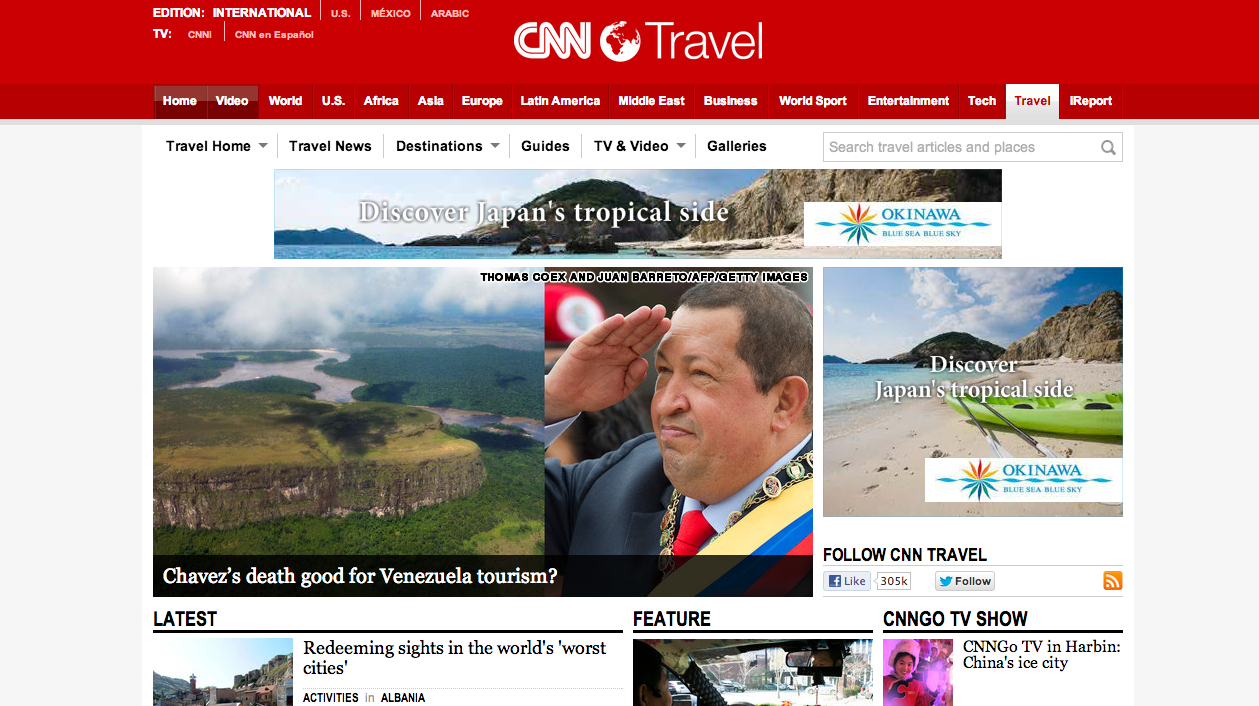 EDITION: INTERNATIONAL U.S. MÉXICO ARABIC
TV: CNNi CNN en Español
CNN Travel
Home Video World U.S. Africa Asia Europe Latin America Middle East Business World Sport Entertainment Tech Travel iReport
Travel Home Travel News Destinations Guides TV & Video Galleries
Search travel articles and places
Discover Japan's tropical side
OKINAWA
BLUE SEA BLUE SKY
THOMAS COEX AND JUAN BARRETO/AFP/GETTY IMAGES
Chavez’s death good for Venezuela tourism?
Discover
Japan's tropical side
OKINAWA
BLUE SEA BLUE SKY
FOLLOW CNN TRAVEL
Like 305k Follow
LATEST
Redeeming sights in the world's 'worst
cities'
ACTIVITIES in ALBANIA
FEATURE
CNNGO TV SHOW
CNNGo TV in Harbin:
China's ice city